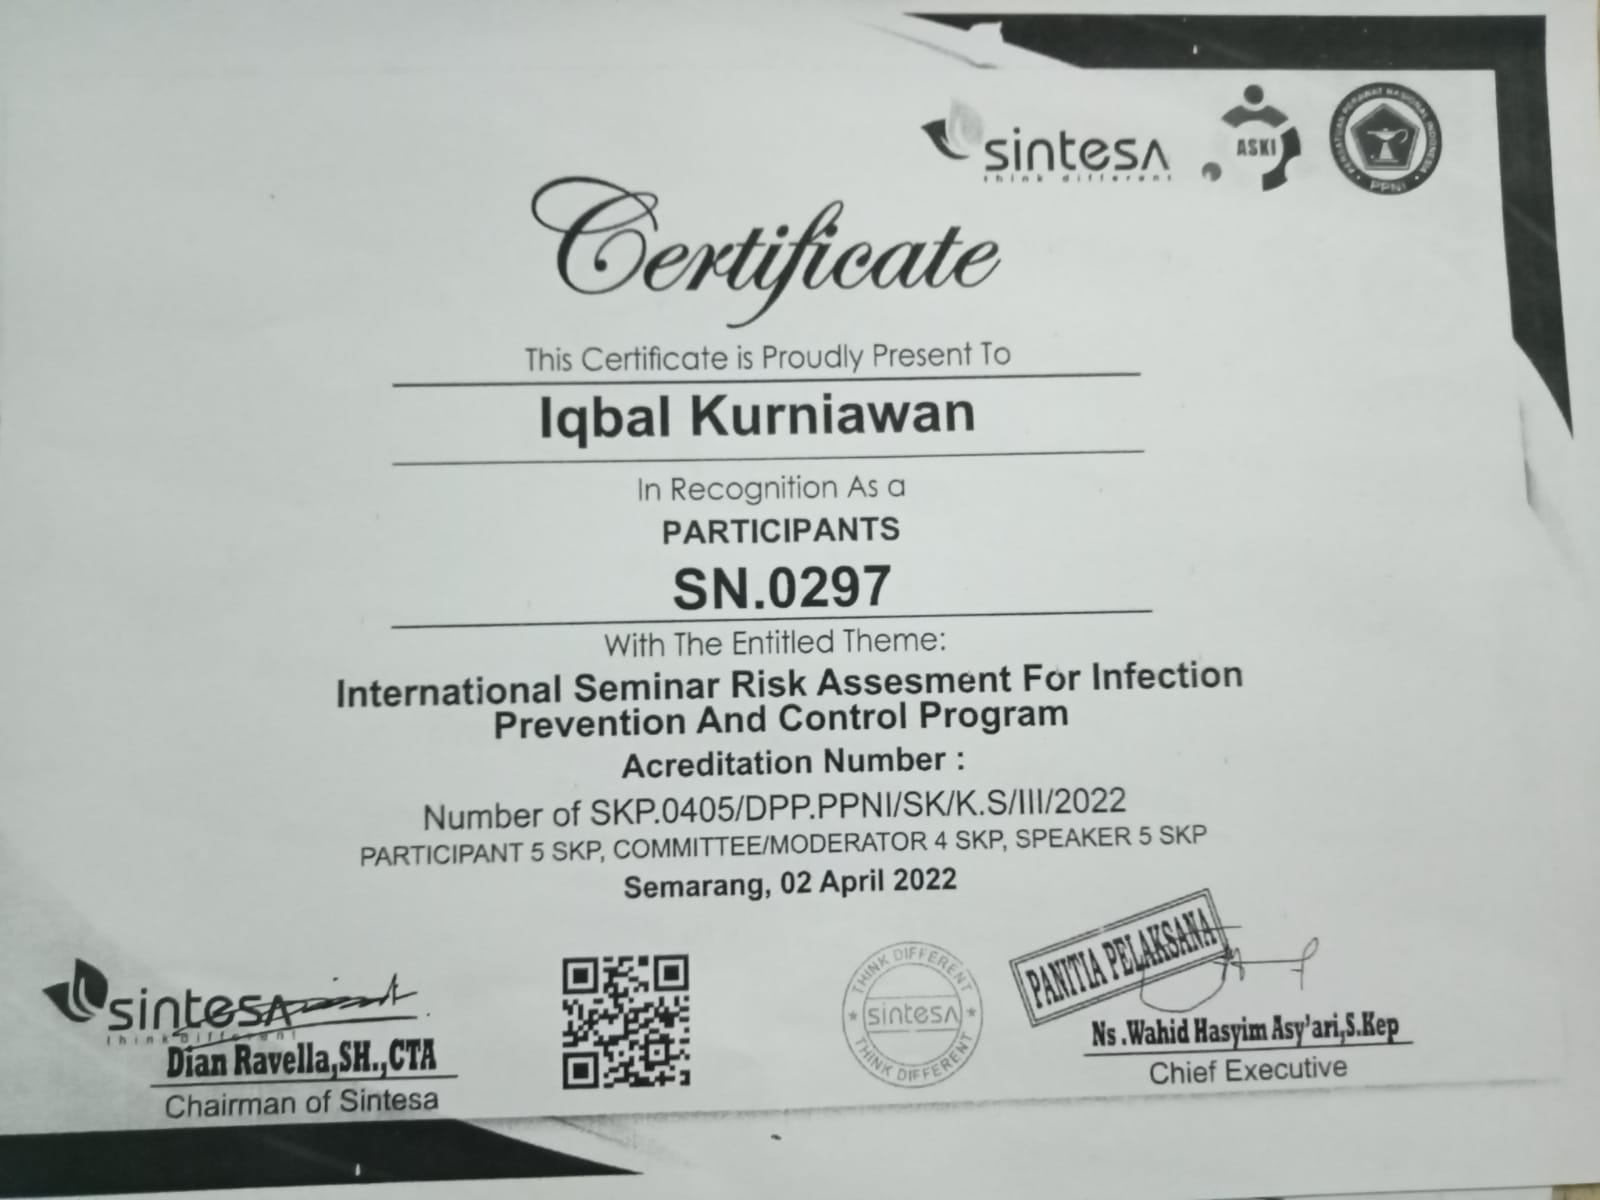 sintesA
think different
ASKI
PERSATUAN PERAWAT NASIONAL INDONESIA
PPNI
Certificate
This Certificate is Proudly Present To
Iqbal Kurniawan
In Recognition As a
PARTICIPANTS
SN.0297
With The Entitled Theme:
International Seminar Risk Assesment For Infection
Prevention And Control Program
Acreditation Number :
Number of SKP.0405/DPP.PPNI/SK/K.S/III/2022
PARTICIPANT 5 SKP, COMMITTEE/MODERATOR 4 SKP, SPEAKER 5 SKP
Semarang, 02 April 2022
sintesA
think different
Dian Ravella,SH.,CTA
Chairman of Sintesa
THINK DIFFERENT
sintesA
THINK DIFFERENT
PANITIA PELAKSANA
Ns .Wahid Hasyim Asy'ari,S.Kep
Chief Executive